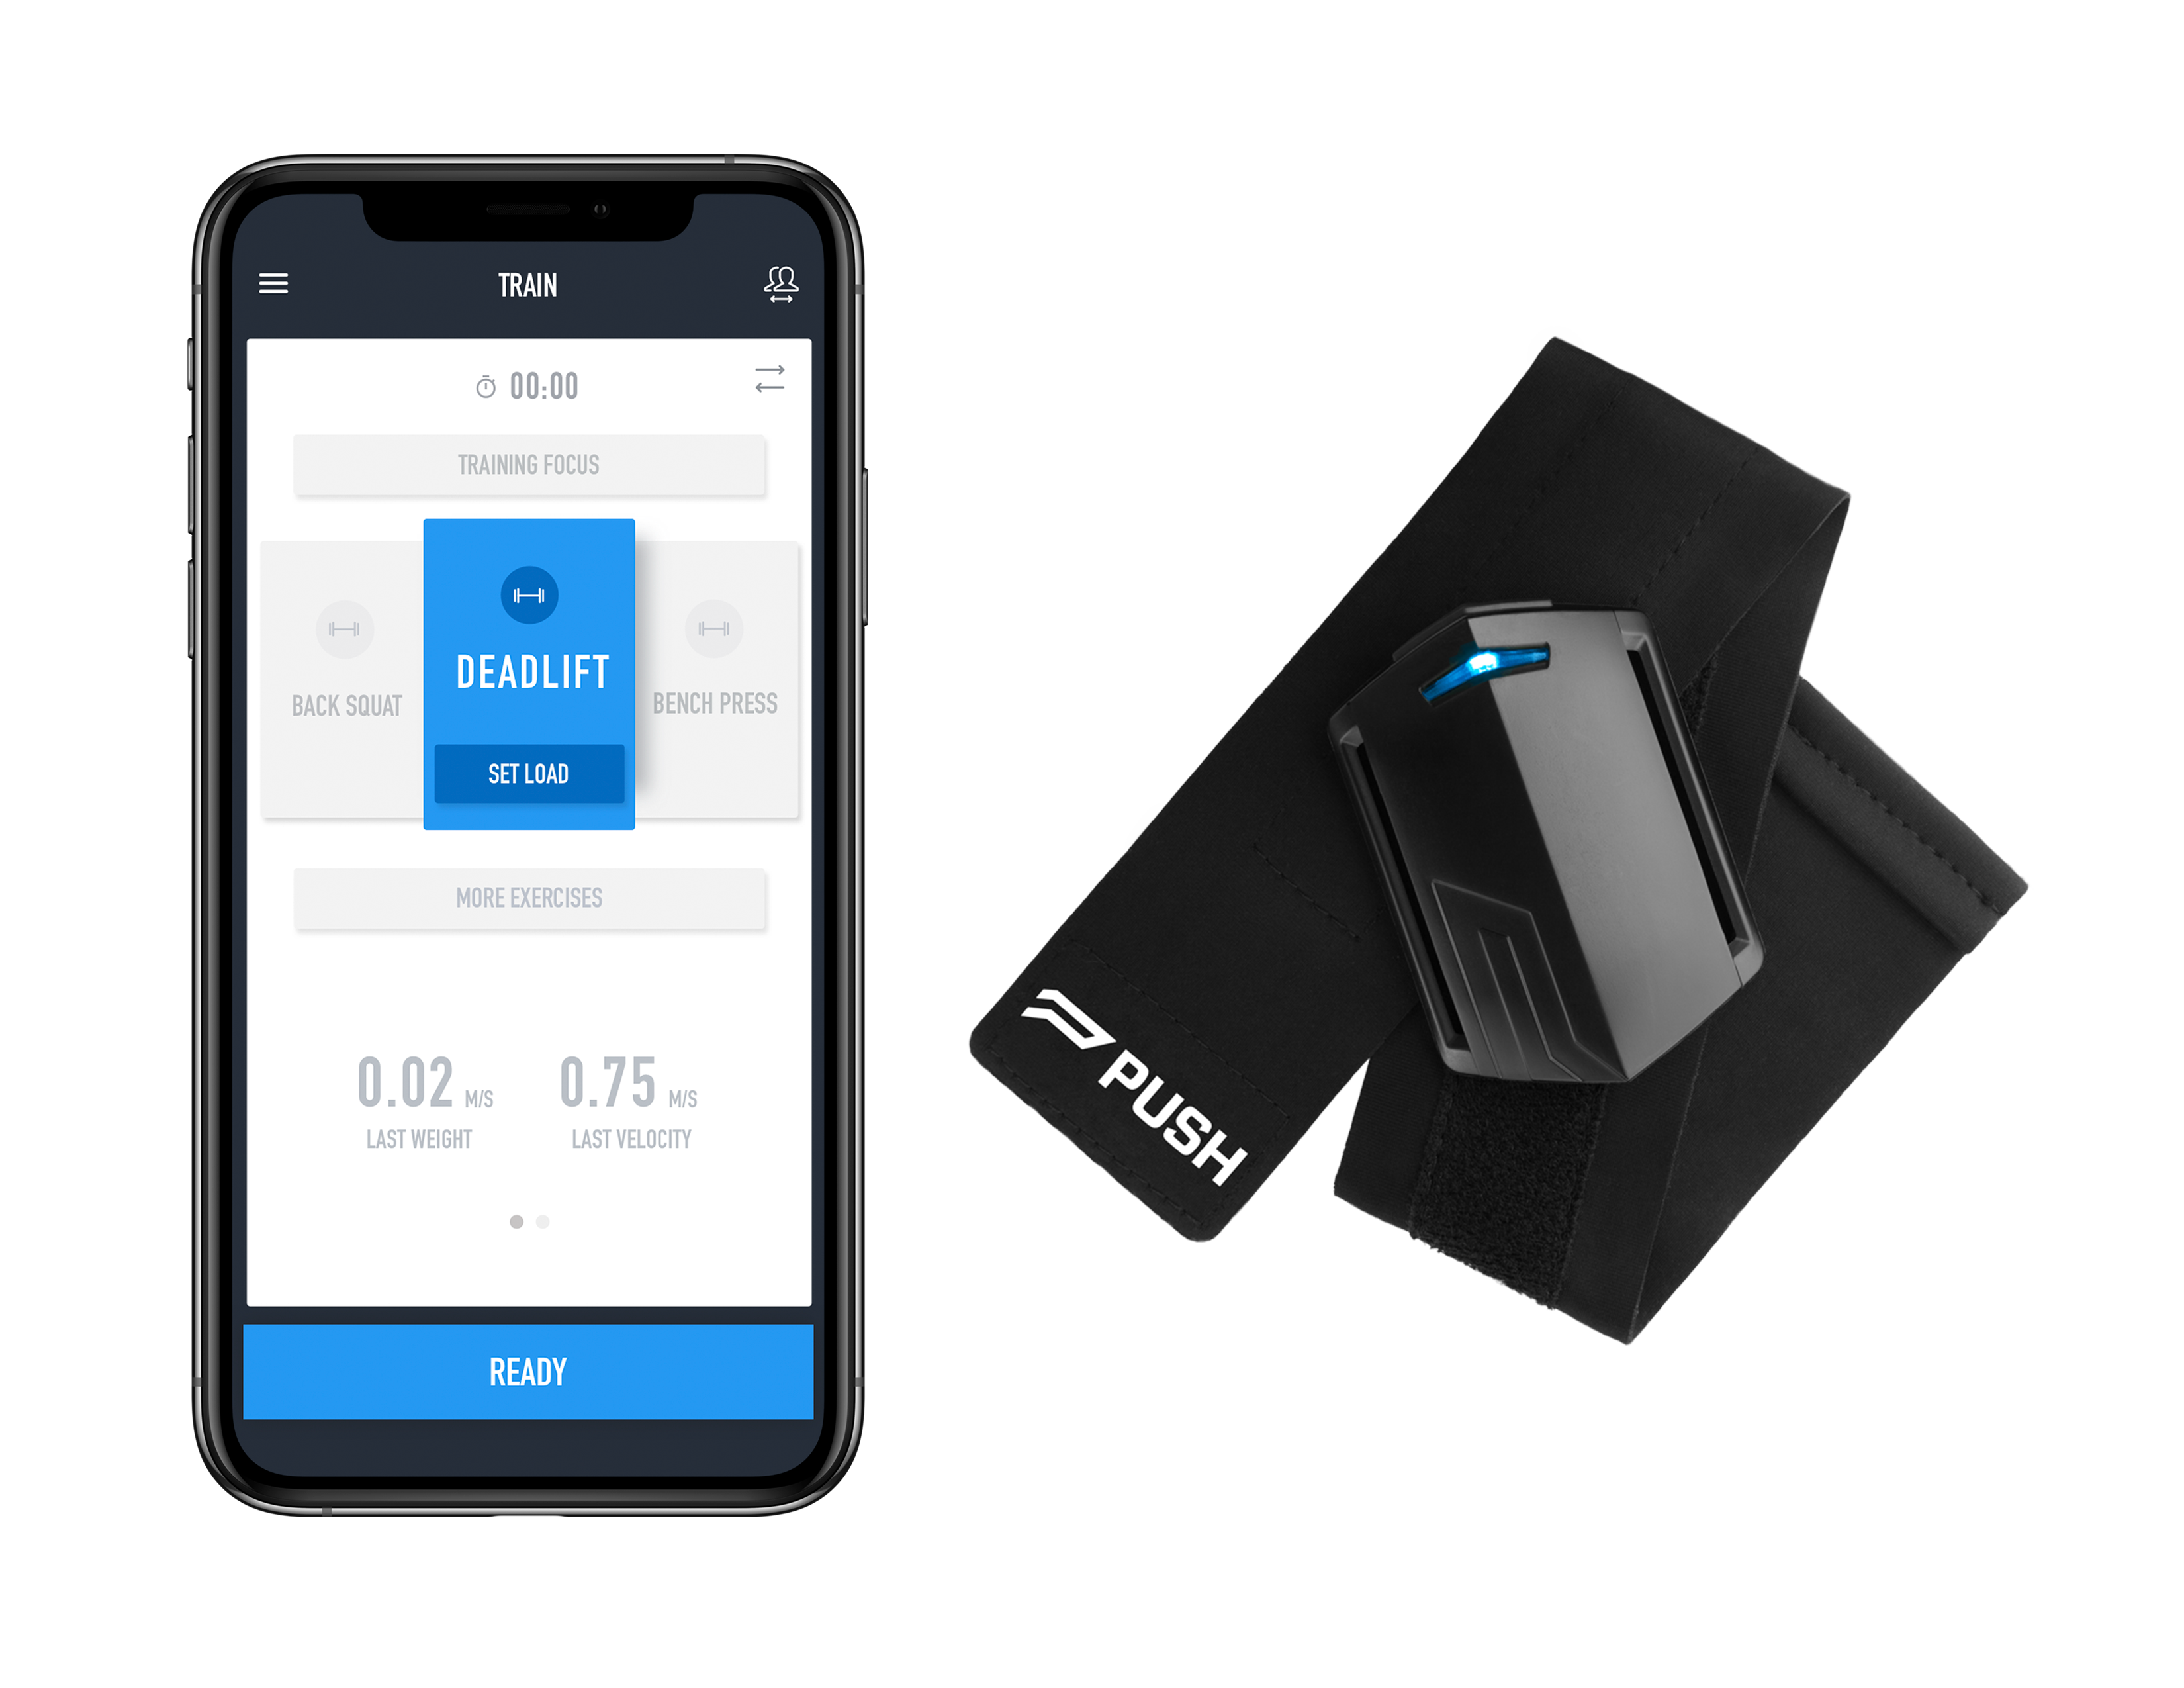 TRAIN
00:00
TRAINING FOCUS
BACK SQUAT
DEADLIFT
SET LOAD
BENCH PRESS
MORE EXERCISES
0.02 M/S
LAST WEIGHT
0.75 M/S
LAST VELOCITY
READY
PUSH